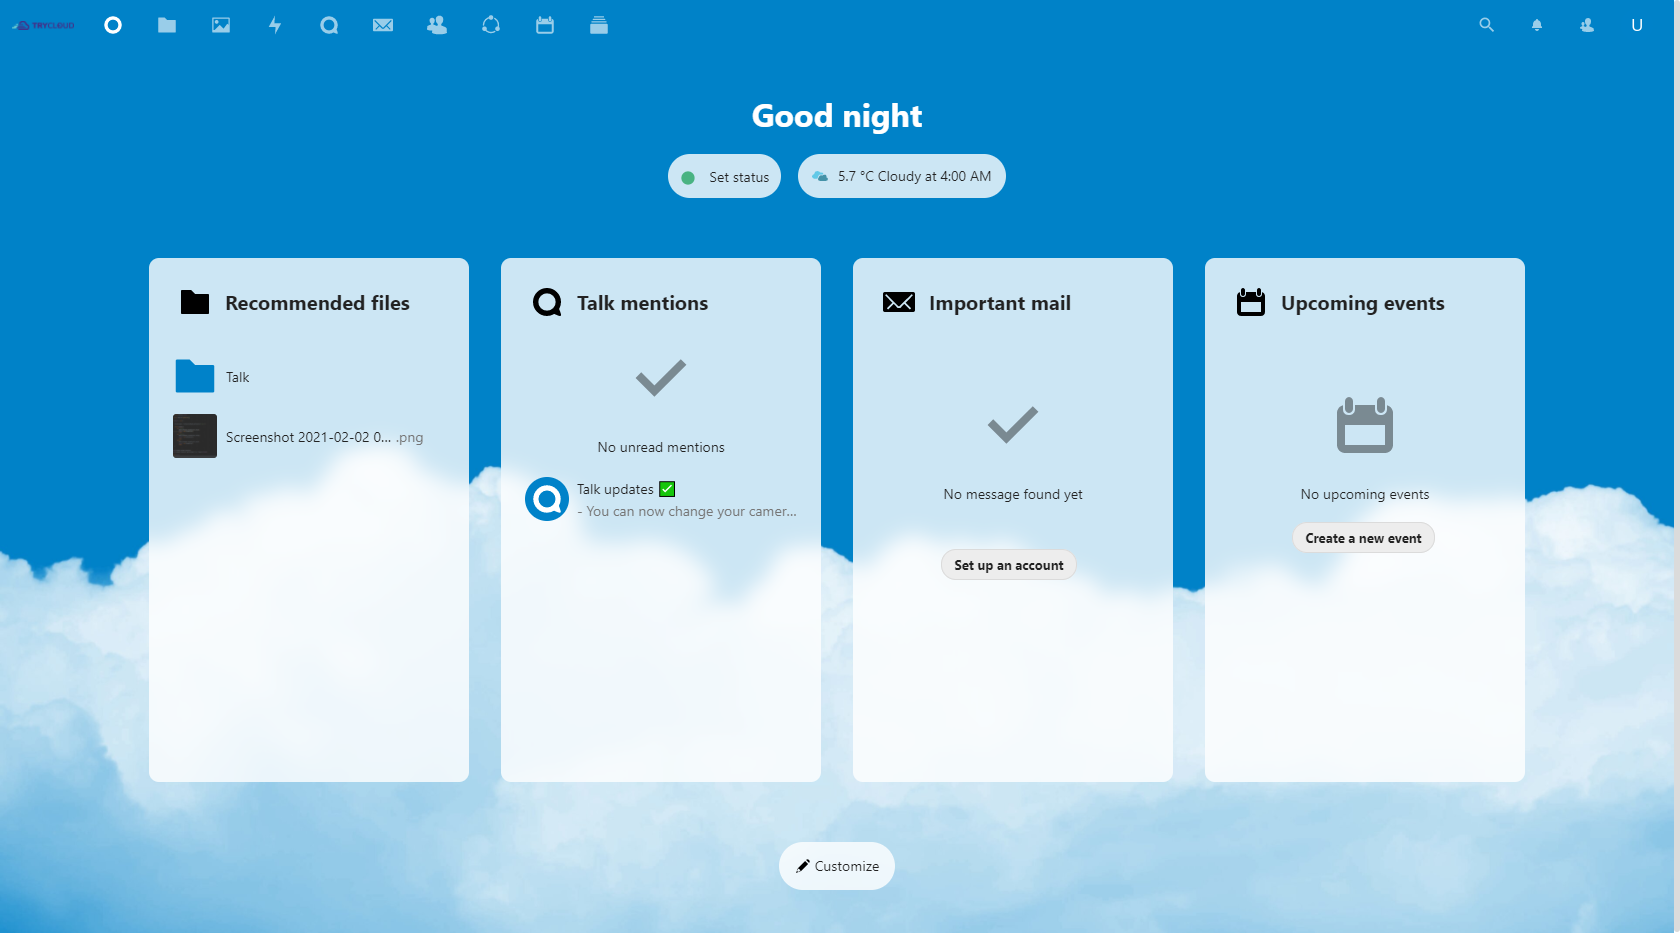 TRYCLOUD
U
Good night
Set status
5.7 °C Cloudy at 4:00 AM
Recommended files
Talk
Screenshot 2021-02-02 0... .png
Talk mentions
No unread mentions
Talk updates ✅
- You can now change your camer...
Important mail
No message found yet
Set up an account
Upcoming events
No upcoming events
Create a new event
Customize